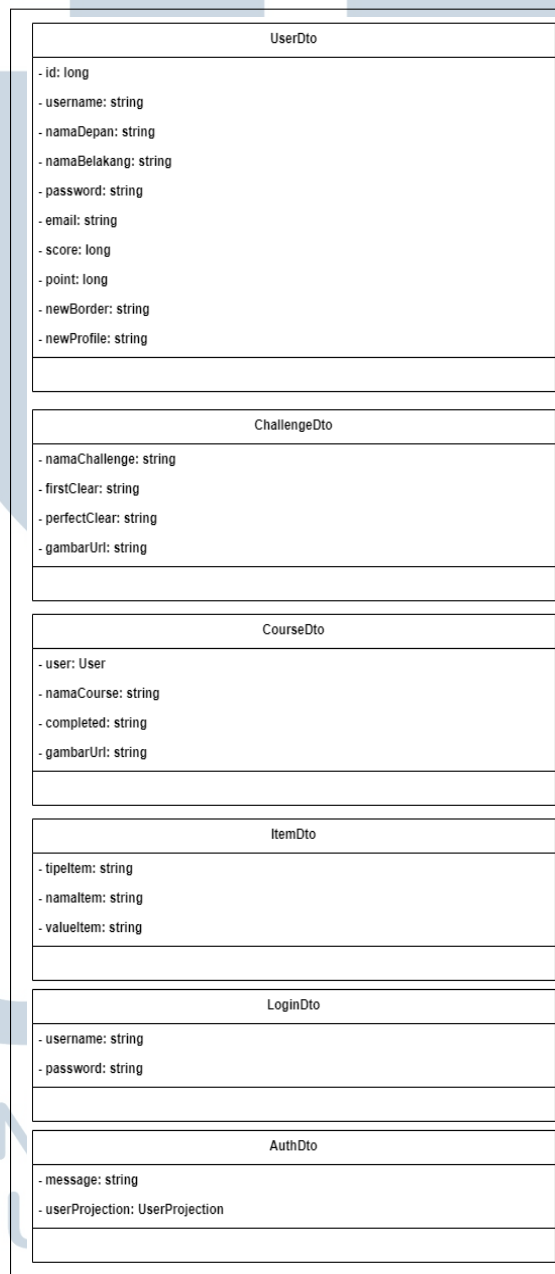 UserDto
- id: long
- username: string
- namaDepan: string
- namaBelakang: string
- password: string
- email: string
- score: long
- point: long
- newBorder: string
- newProfile: string
ChallengeDto
- namaChallenge: string
- firstClear: string
- perfectClear: string
- gambarUrl: string
CourseDto
- user: User
- namaCourse: string
- completed: string
- gambarUrl: string
ItemDto
- tipeItem: string
- namaItem: string
- valueItem: string
LoginDto
- username: string
- password: string
AuthDto
- message: string
- userProjection: UserProjection